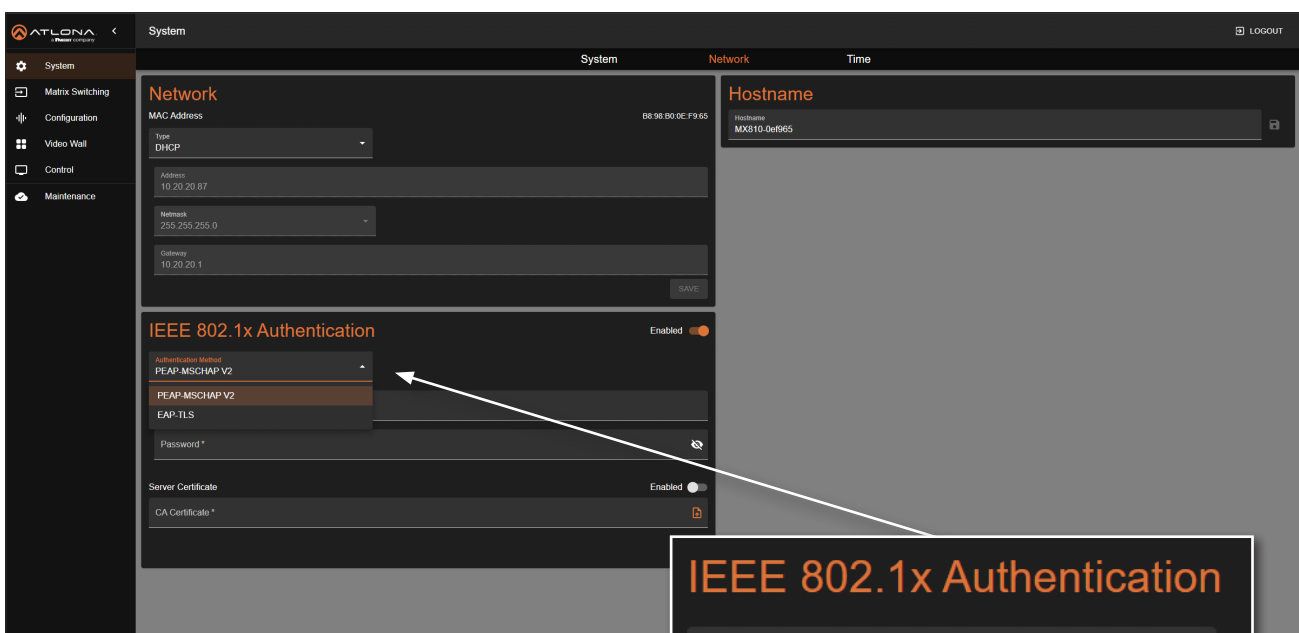 ATLONA
a Panduit company
System
LOGOUT
System
Matrix Switching
Configuration
Video Wall
Control
Maintenance
System
Network
Time
Network
MAC Address
B8:98:B0:0E:F9:65
Type
DHCP
Address
10.20.20.87
Netmask
255.255.255.0
Gateway
10.20.20.1
SAVE
Hostname
Hostname
MX810-0ef965
IEEE 802.1x Authentication
Enabled
Authentication Method
PEAP-MSCHAP V2
PEAP-MSCHAP V2
EAP-TLS
Password *
Server Certificate
Enabled
CA Certificate *
IEEE 802.1x Authentication